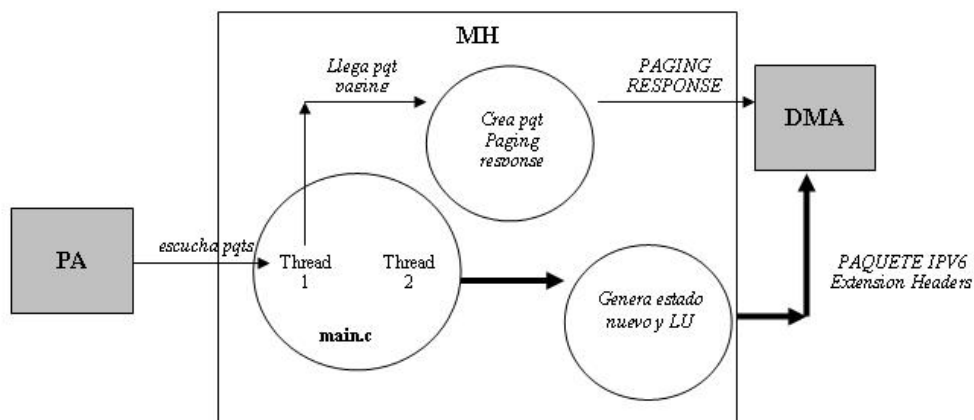 MH
Llega pqt
paging
PAGING
RESPONSE
Crea pqt
Paging
response
DMA
PA
escucha pqts
Thread
1
Thread
2
main.c
Genera estado
nuevo y LU
PAQUETE IPV6
Extension Headers